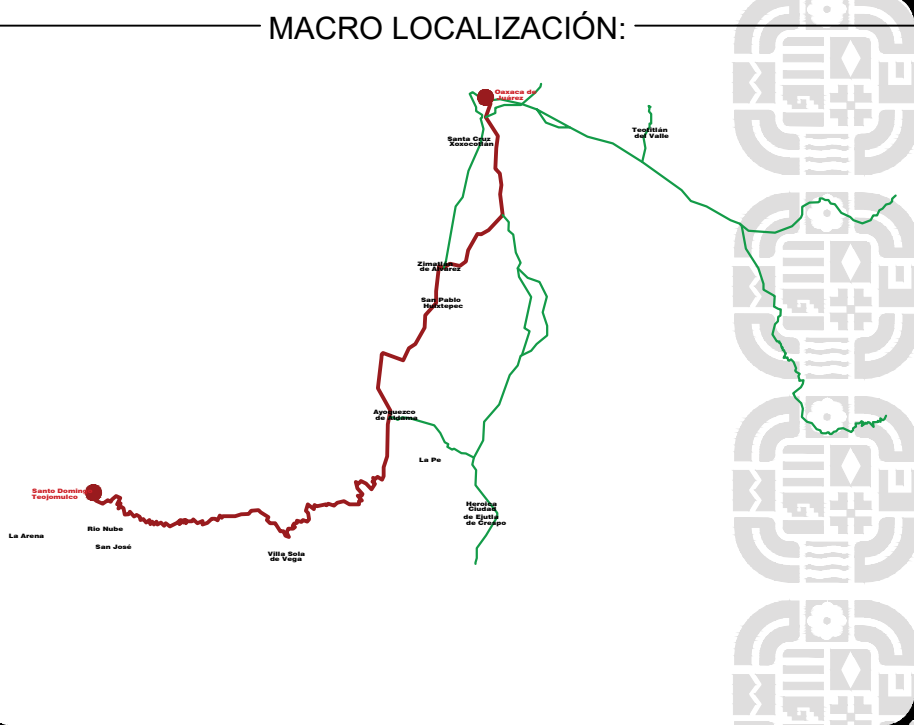 MACRO LOCALIZACIÓN:
Oaxaca de
Juárez
Santa Cruz
Xoxocotlán
Teotitlán
del Valle
Zimatlán
de Álvarez
San Pablo
Huixtepec
Ayoquezco
de Aldama
La Pe
Santo Domingo
Teojomulco
Heroica
Ciudad
de Ejutla
de Crespo
Rio Nube
La Arena
San José
Villa Sola
de Vega